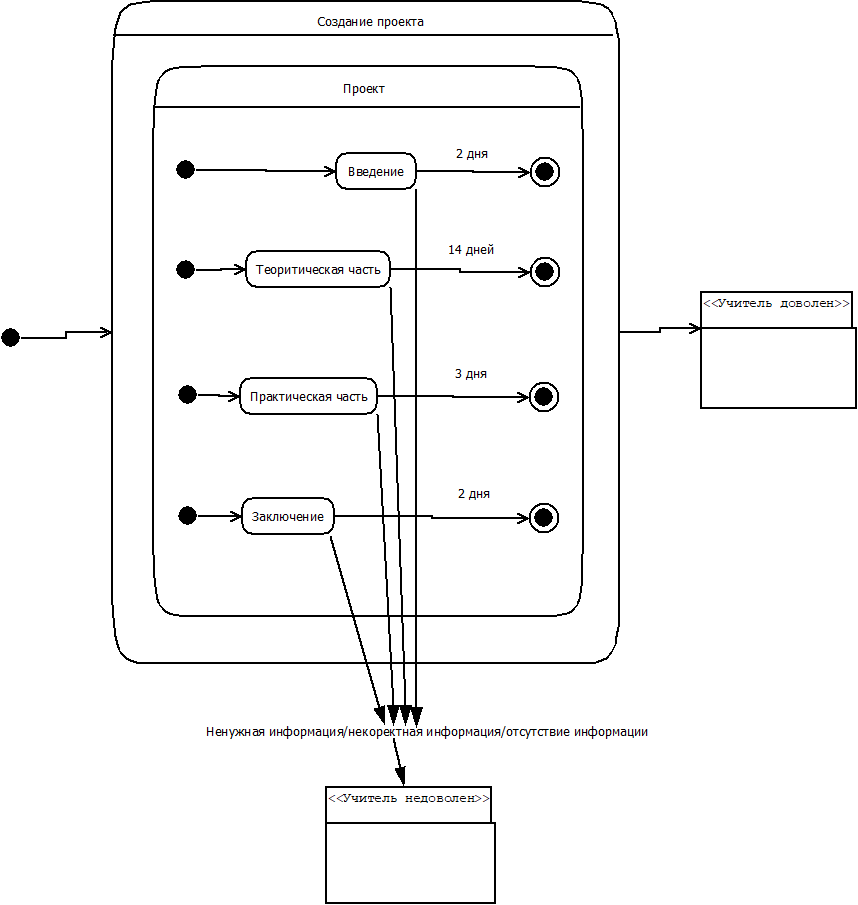 Создание проекта
Проект
2 дня
Введение
14 дней
Теоритическая часть
<<Учитель доволен>>
3 дня
Практическая часть
2 дня
Заключение
Ненужная информация/некоректная информация/отсутствие информации
<<Учитель недоволен>>